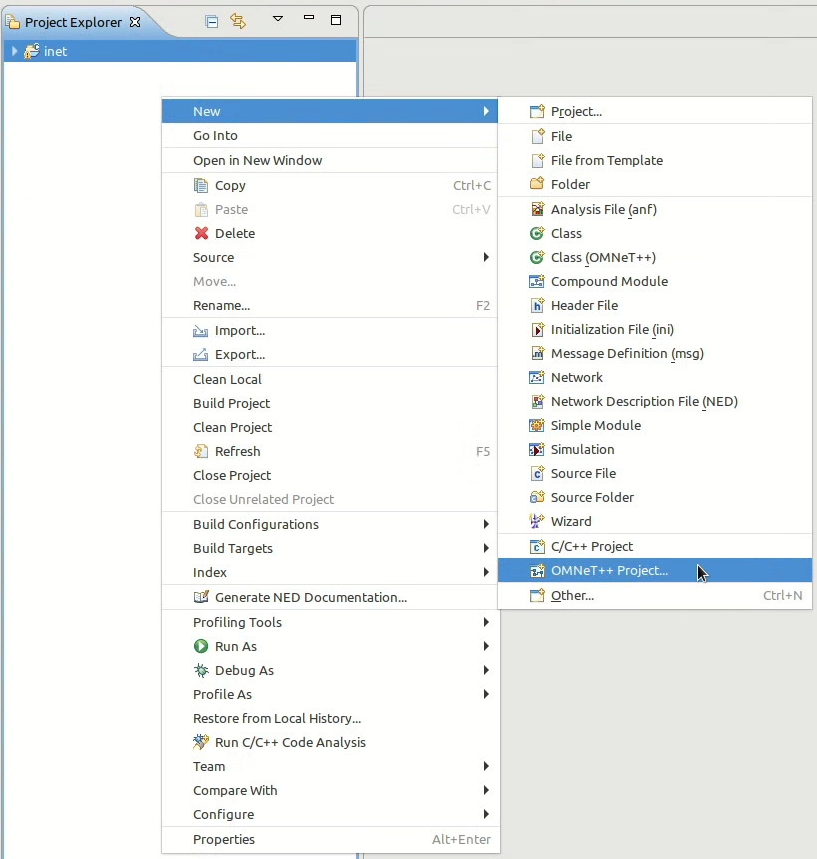 Project Explorer
inet
New
Go Into
Open in New Window
Copy Ctrl+C
Paste Ctrl+V
Delete
Source
Move...
Rename... F2
Import...
Export...
Clean Local
Build Project
Clean Project
Refresh F5
Close Project
Close Unrelated Project
Build Configurations
Build Targets
Index
Generate NED Documentation...
Profiling Tools
Run As
Debug As
Profile As
Restore from Local History...
Run C/C++ Code Analysis
Team
Compare With
Configure
Properties Alt+Enter
Project...
File
File from Template
Folder
Analysis File (anf)
Class
Class (OMNeT++)
Compound Module
Header File
Initialization File (ini)
Message Definition (msg)
Network
Network Description File (NED)
Simple Module
Simulation
Source File
Source Folder
Wizard
C/C++ Project
OMNeT++ Project...
Other... Ctrl+N